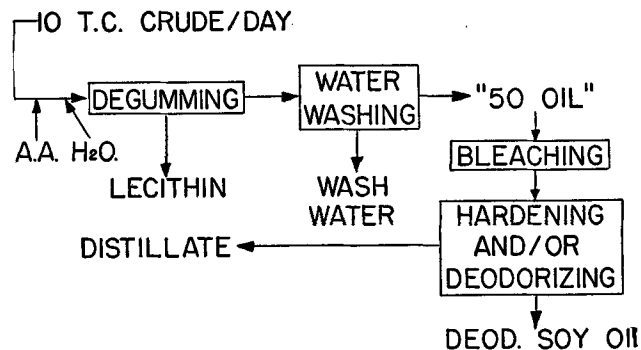 10 T.C. CRUDE/DAY
A.A. H₂O.
DEGUMMING
LECITHIN
WATER
WASHING
WASH
WATER
"50 OIL"
BLEACHING
HARDENING
AND/OR
DEODORIZING
DISTILLATE
DEOD. SOY OIL